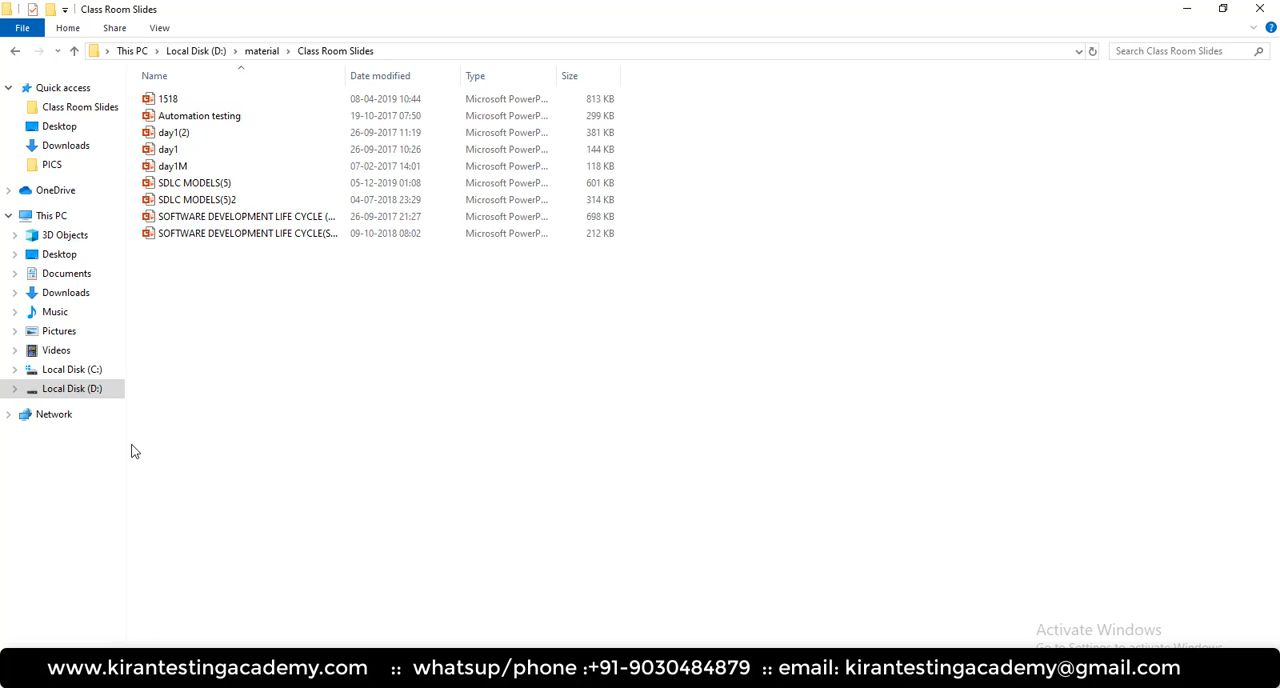 Class Room Slides
File Home Share View
This PC Local Disk (D:) material Class Room Slides Search Class Room Slides
Name Date modified Type Size
Quick access
Class Room Slides
Desktop
Downloads
PICS
OneDrive
This PC
3D Objects
Desktop
Documents
Downloads
Music
Pictures
Videos
Local Disk (C:)
Local Disk (D:)
Network
1518 08-04-2019 10:44 Microsoft PowerP... 813 KB
Automation testing 19-10-2017 07:50 Microsoft PowerP... 299 KB
day1(2) 26-09-2017 11:19 Microsoft PowerP... 381 KB
day1 26-09-2017 10:26 Microsoft PowerP... 144 KB
day1M 07-02-2017 14:01 Microsoft PowerP... 118 KB
SDLC MODELS(5) 05-12-2019 01:08 Microsoft PowerP... 601 KB
SDLC MODELS(5)2 04-07-2018 23:29 Microsoft PowerP... 314 KB
SOFTWARE DEVELOPMENT LIFE CYCLE (... 26-09-2017 21:27 Microsoft PowerP... 698 KB
SOFTWARE DEVELOPMENT LIFE CYCLE(S... 09-10-2018 08:02 Microsoft PowerP... 212 KB
Activate Windows
Go to Settings to activate Windows.
www.kirantestingacademy.com :: whatsup/phone :+91-9030484879 :: email: kirantestingacademy@gmail.com